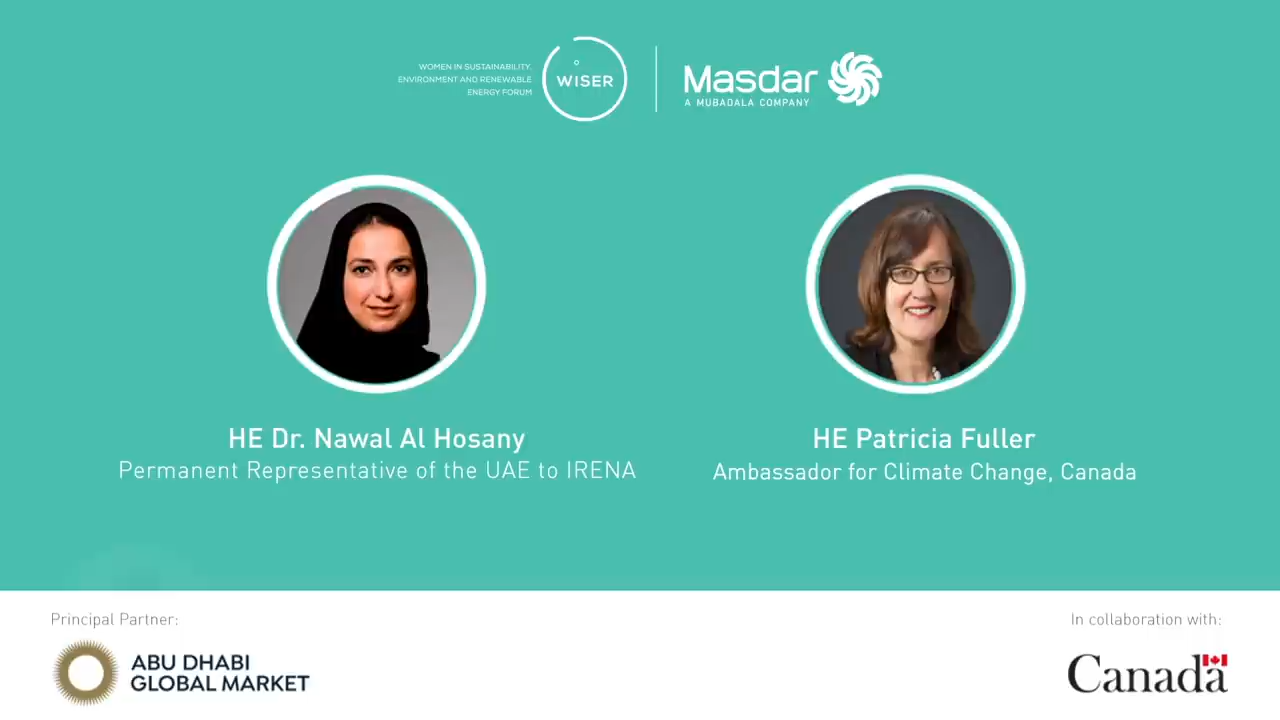 WOMEN IN SUSTAINABILITY,
ENVIRONMENT AND RENEWABLE
ENERGY FORUM
WiSER
Masdar
A MUBADALA COMPANY
HE Dr. Nawal Al Hosany
Permanent Representative of the UAE to IRENA
HE Patricia Fuller
Ambassador for Climate Change, Canada
Principal Partner:
ABU DHABI
GLOBAL MARKET
In collaboration with:
Canada